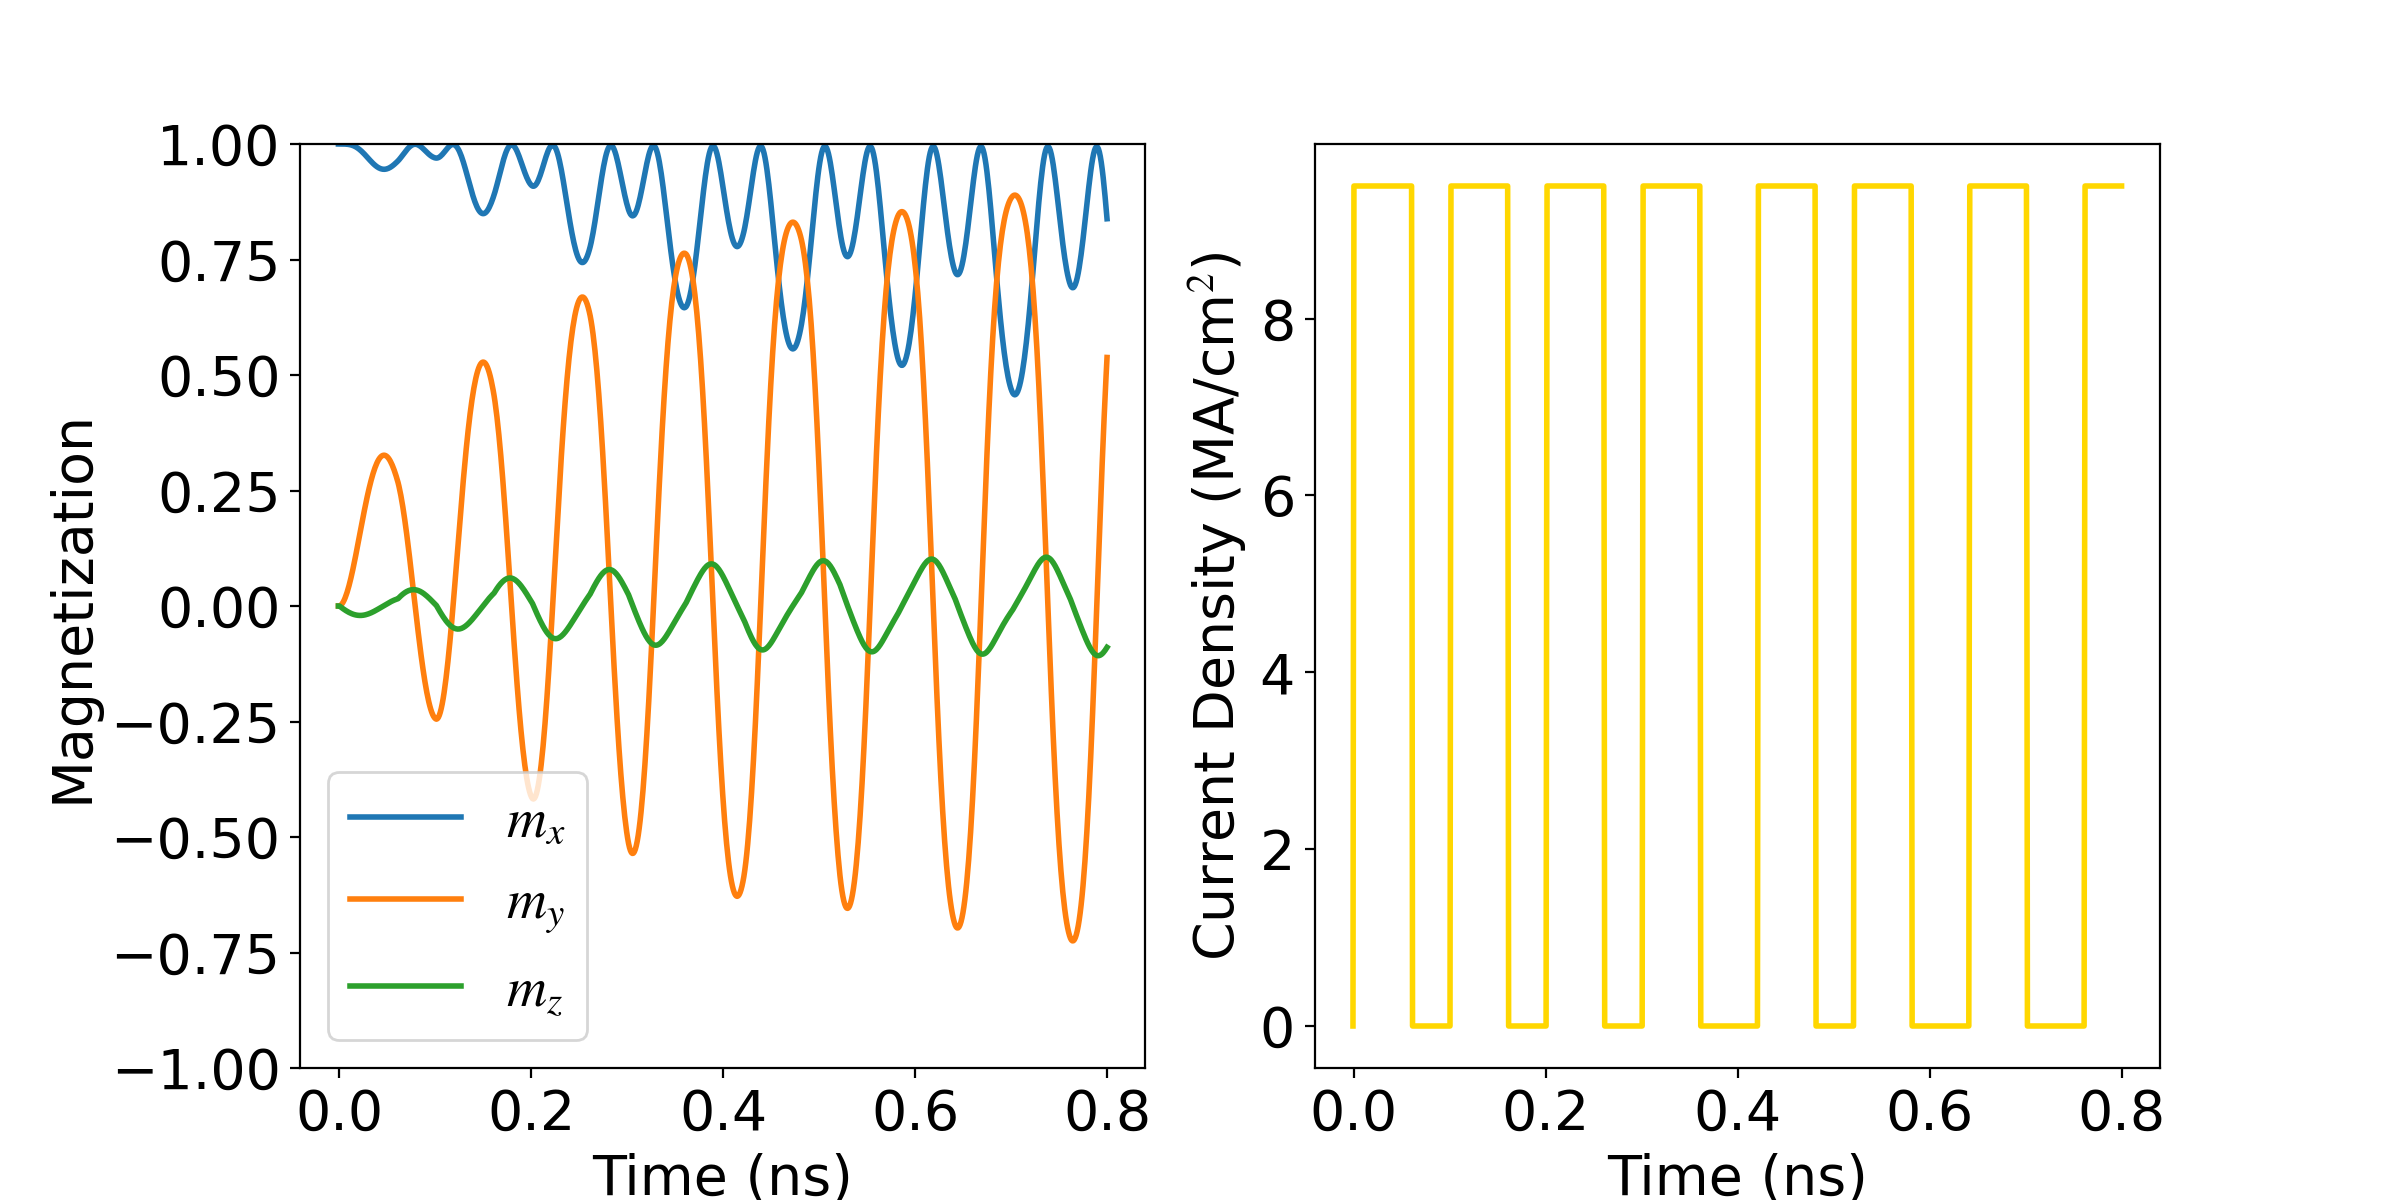 Magnetization
1.00
0.75
0.50
0.25
0.00
−0.25
−0.50
−0.75
−1.00
m_x
m_y
m_z
0.0 0.2 0.4 0.6 0.8
Time (ns)
Current Density (MA/cm²)
8
6
4
2
0
0.0 0.2 0.4 0.6 0.8
Time (ns)